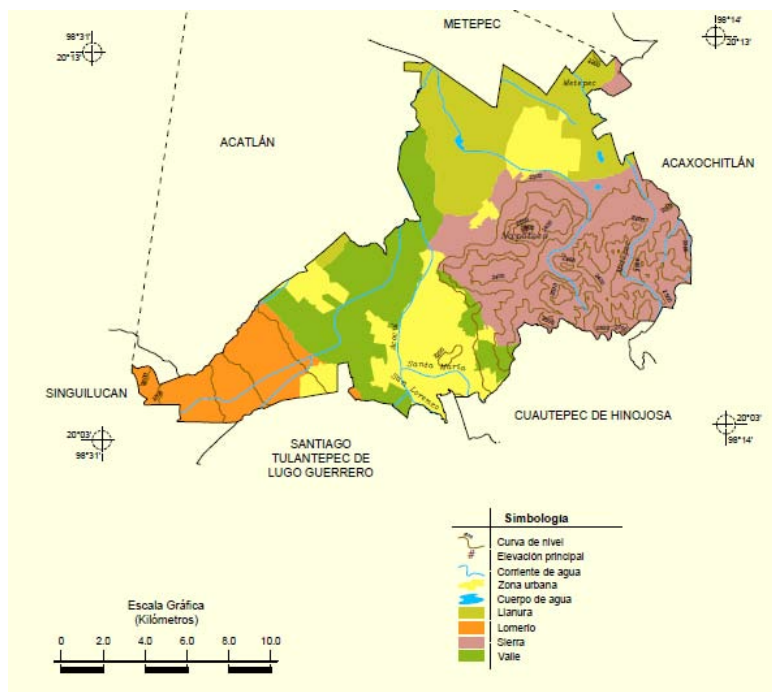 METEPEC
98°31'
20°13'
98°14'
20°13'
Metepec
ACATLÁN
ACAXOCHITLÁN
Santa María
San Lorenzo
SINGUILUCAN
CUAUTEPEC DE HINOJOSA
20°03'
98°31'
20°03'
98°14'
SANTIAGO
TULANTEPEC DE
LUGO GUERRERO
Simbología
Curva de nivel
Elevación principal
Corriente de agua
Zona urbana
Cuerpo de agua
Llanura
Lomerío
Sierra
Valle
Escala Gráfica
(Kilómetros)
0 2.0 4.0 6.0 8.0 10.0